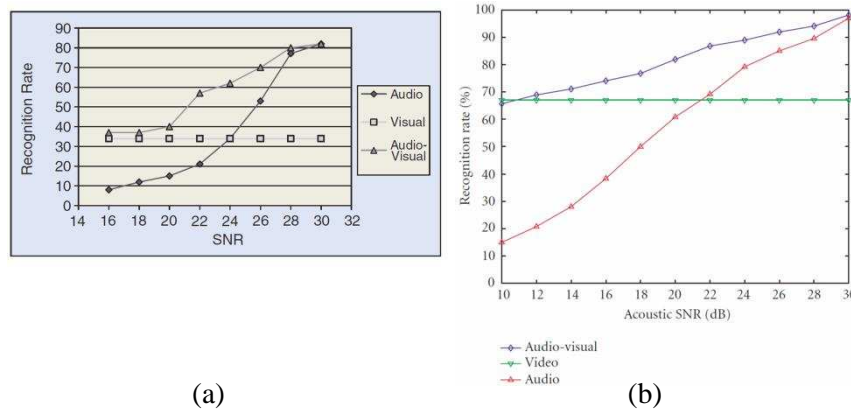 90
80
70
60
50
40
30
20
10
0
Recognition Rate
14 16 18 20 22 24 26 28 30 32
SNR
Audio
Visual
Audio-
Visual
(a)
100
90
80
70
60
50
40
30
20
10
0
Recognition rate (%)
10 12 14 16 18 20 22 24 26 28 30
Acoustic SNR (dB)
Audio-visual
Video
Audio
(b)